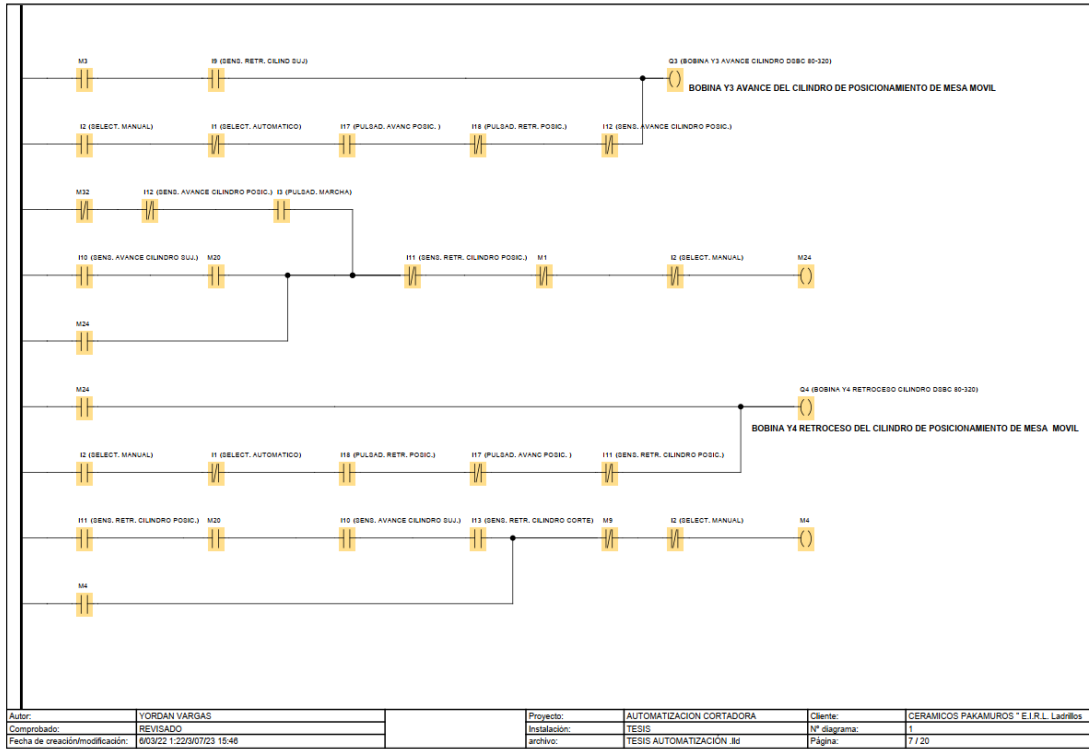 M3 I9 (SENS. RETR. CILIND SUJ) Q3 (BOBINA Y3 AVANCE CILINDRO DSBC 80-320)
BOBINA Y3 AVANCE DEL CILINDRO DE POSICIONAMIENTO DE MESA MOVIL
I2 (SELECT. MANUAL) I1 (SELECT. AUTOMATICO) I17 (PULSAD. AVANC POSIC. ) I18 (PULSAD. RETR. POSIC.) I12 (SENS. AVANCE CILINDRO POSIC.)
M32 I12 (SENS. AVANCE CILINDRO POSIC.) I3 (PULSAD. MARCHA)
I10 (SENS. AVANCE CILINDRO SUJ.) M20 I11 (SENS. RETR. CILINDRO POSIC.) M1 I2 (SELECT. MANUAL) M24
M24
M24 Q4 (BOBINA Y4 RETROCESO CILINDRO DSBC 80-320)
BOBINA Y4 RETROCESO DEL CILINDRO DE POSICIONAMIENTO DE MESA MOVIL
I2 (SELECT. MANUAL) I1 (SELECT. AUTOMATICO) I18 (PULSAD. RETR. POSIC.) I17 (PULSAD. AVANC POSIC. ) I11 (SENS. RETR. CILINDRO POSIC.)
I11 (SENS. RETR. CILINDRO POSIC.) M20 I10 (SENS. AVANCE CILINDRO SUJ.) I13 (SENS. RETR. CILINDRO CORTE) M9 I2 (SELECT. MANUAL) M4
M4
Autor: YORDAN VARGAS Proyecto: AUTOMATIZACION CORTADORA Cliente: CERAMICOS PAKAMUROS " E.I.R.L. Ladrillos
Comprobado: REVISADO Instalación: TESIS Nº diagrama: 1
Fecha de creación/modificación: 6/03/22 1:22/3/07/23 15:46 archivo: TESIS AUTOMATIZACIÓN .lld Página: 7 / 20